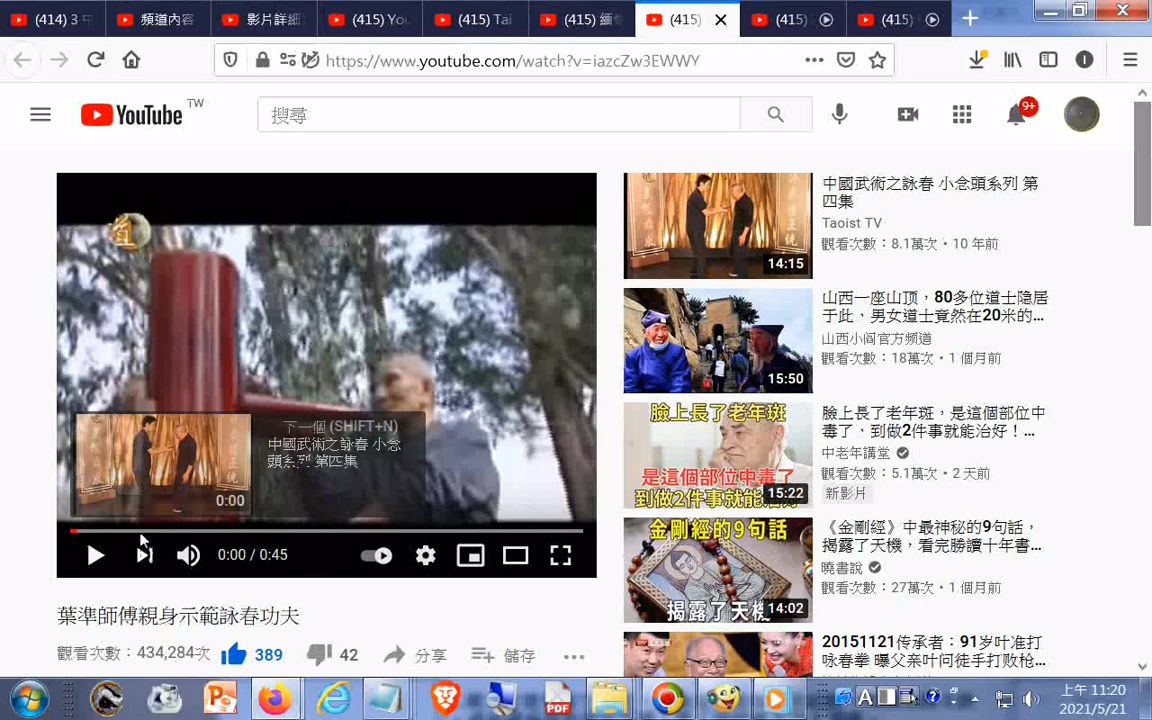 (414) 3 中
頻道內容
影片詳細
(415) You
(415) Tai
(415) 緬
(415)
(415)
(415)
https://www.youtube.com/watch?v=iazcZw3EWWY
YouTube TW
搜尋
9+
道
下一個 (SHIFT+N)
中國武術之詠春 小念
頭系列 第四集
0:00
0:00 / 0:45
葉準師傅親身示範詠春功夫
觀看次數：434,284次
389
42
分享
儲存
中國武術之詠春 小念頭系列 第
四集
Taoist TV
觀看次數：8.1萬次・10 年前
14:15
山西一座山顶，80多位道士隐居
于此，男女道士竟然在20米的...
山西小阎官方频道
觀看次數：18萬次・1 個月前
15:50
臉上長了老年斑
是這個部位中毒了
到做2件事就能治好
15:22
臉上長了老年斑，是這個部位中
毒了，到做2件事就能治好！...
中老年講堂
觀看次數：5.1萬次・2 天前
新影片
金剛經的9句話
揭露了天機
14:02
《金剛經》中最神秘的9句話，
揭露了天機，看完勝讀十年書...
曉書說
觀看次數：27萬次・1 個月前
20151121传承者：91岁叶准打
咏春拳 曝父亲叶问徒手打败枪...
PDF
上午 11:20
2021/5/21